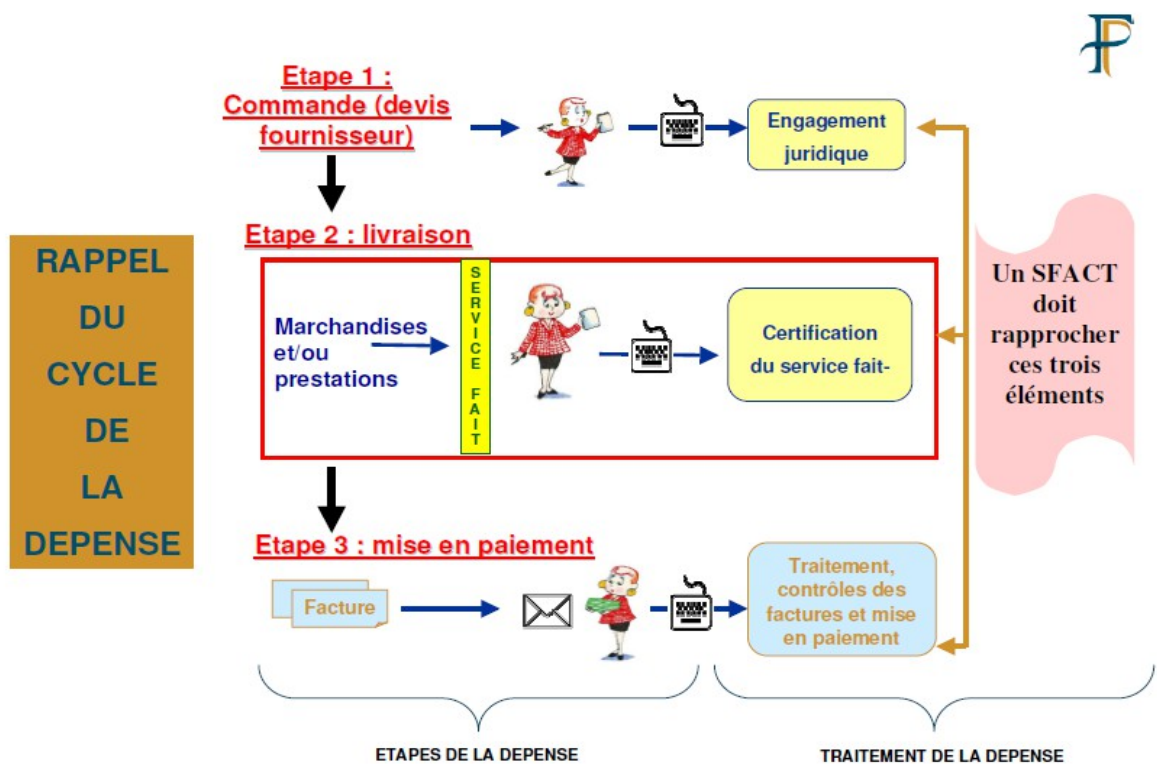 RAPPEL
DU
CYCLE
DE
LA
DEPENSE
Etape 1 :
Commande (devis
fournisseur)
Engagement
juridique
Etape 2 : livraison
Marchandises
et/ou
prestations
SERVICE FAIT
Certification
du service fait-
Etape 3 : mise en paiement
Facture
Traitement,
contrôles des
factures et mise
en paiement
Un SFACT
doit
rapprocher
ces trois
éléments
ETAPES DE LA DEPENSE
TRAITEMENT DE LA DEPENSE